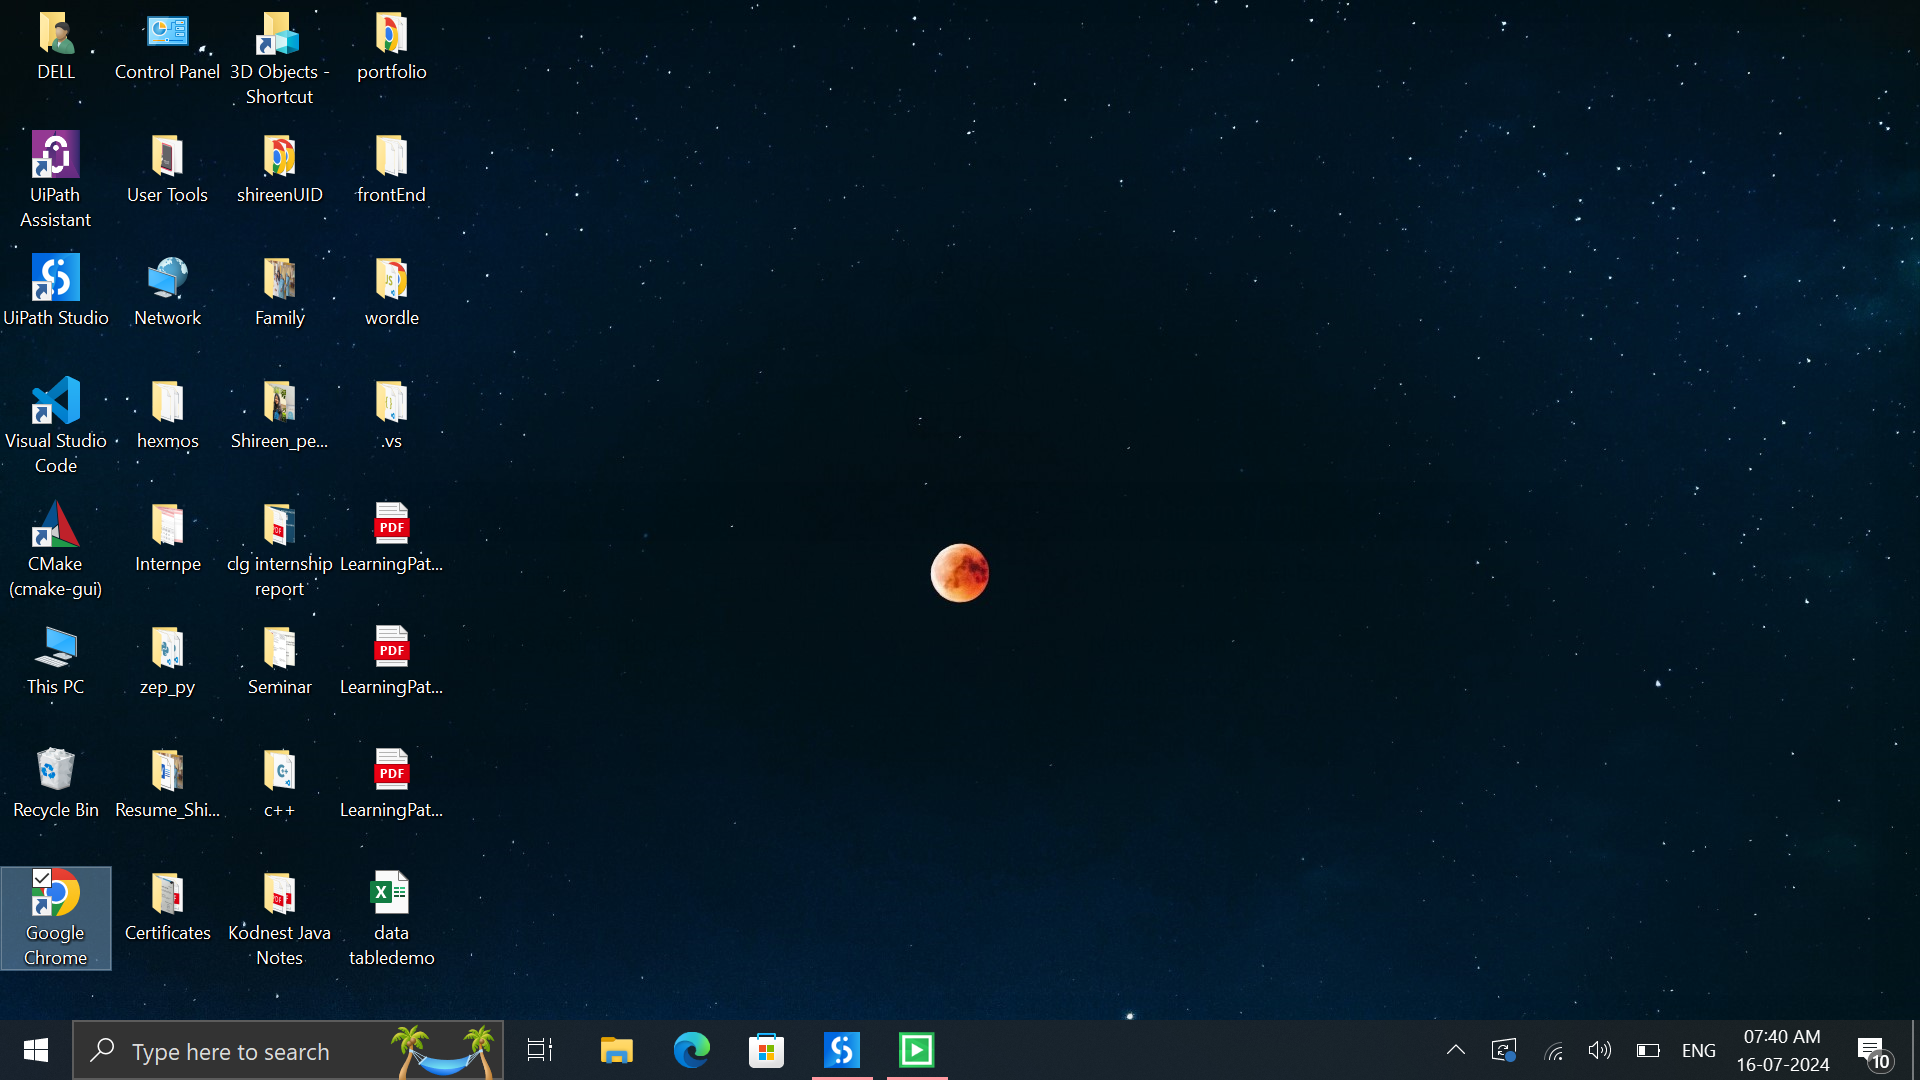 DELL
Control Panel
3D Objects -
Shortcut
portfolio
UiPath
Assistant
User Tools
shireenUID
frontEnd
UiPath Studio
Network
Family
wordle
Visual Studio
Code
hexmos
Shireen_pe...
.vs
CMake
(cmake-gui)
Internpe
clg internship
report
PDF
LearningPat...
This PC
zep_py
Seminar
PDF
LearningPat...
Recycle Bin
Resume_Shi...
c++
PDF
LearningPat...
Google
Chrome
Certificates
Kodnest Java
Notes
data
tabledemo
Type here to search
ENG
07:40 AM
16-07-2024
10